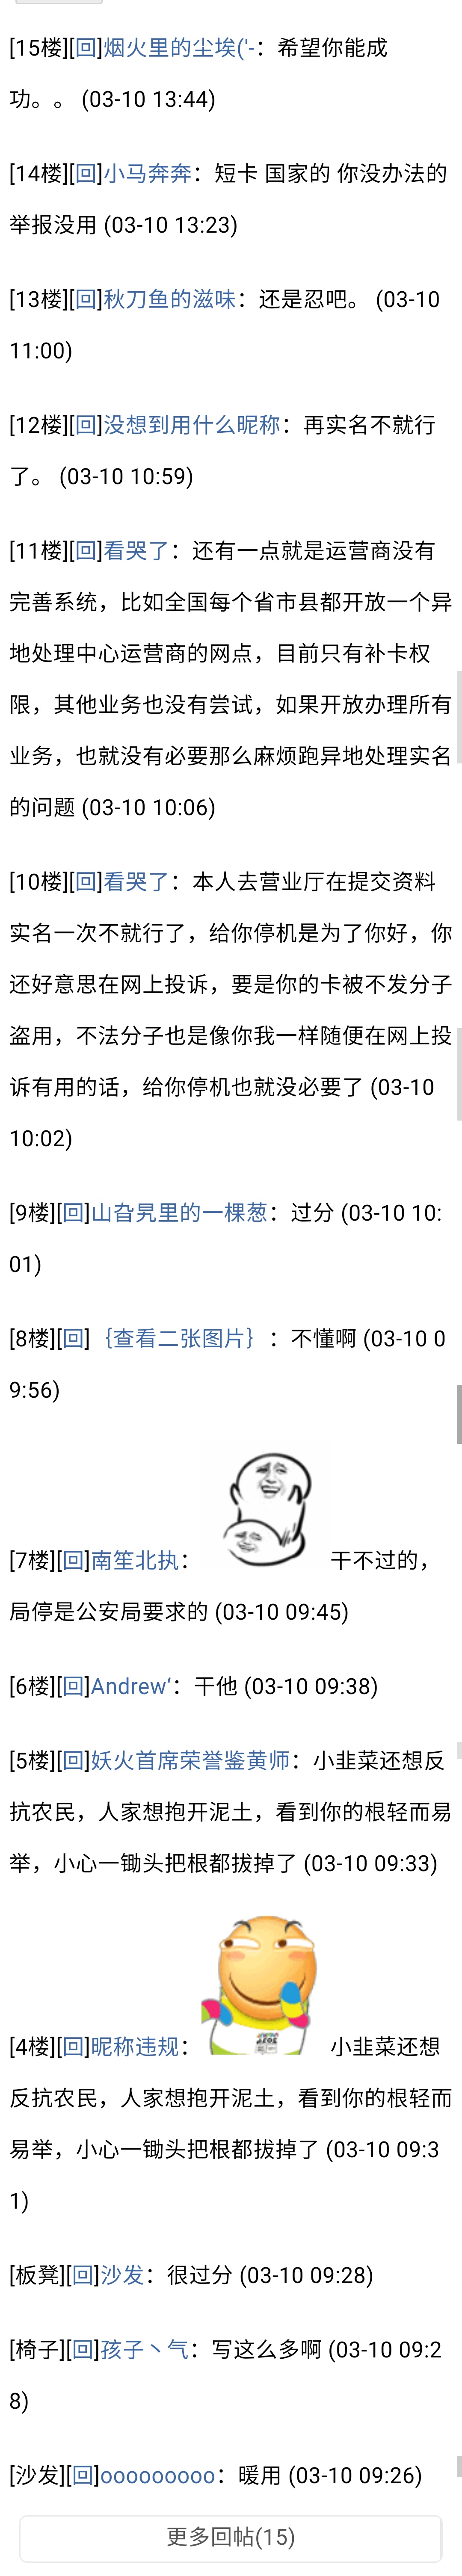 [15楼][回]烟火里的尘埃('-：希望你能成
功。。 (03-10 13:44)
[14楼][回]小马奔奔：短卡 国家的 你没办法的
举报没用 (03-10 13:23)
[13楼][回]秋刀鱼的滋味：还是忍吧。 (03-10
11:00)
[12楼][回]没想到用什么昵称：再实名不就行
了。 (03-10 10:59)
[11楼][回]看哭了：还有一点就是运营商没有
完善系统，比如全国每个省市县都开放一个异
地处理中心运营商的网点，目前只有补卡权
限，其他业务也没有尝试，如果开放办理所有
业务，也就没有必要那么麻烦跑异地处理实名
的问题 (03-10 10:06)
[10楼][回]看哭了：本人去营业厅在提交资料
实名一次不就行了，给你停机是为了你好，你
还好意思在网上投诉，要是你的卡被不发分子
盗用，不法分子也是像你我一样随便在网上投
诉有用的话，给你停机也就没必要了 (03-10
10:02)
[9楼][回]山旮旯里的一棵葱：过分 (03-10 10:
01)
[8楼][回]｛查看二张图片｝：不懂啊 (03-10 0
9:56)
[7楼][回]南笙北执： 干不过的，
局停是公安局要求的 (03-10 09:45)
[6楼][回]Andrew‘：干他 (03-10 09:38)
[5楼][回]妖火首席荣誉鉴黄师：小韭菜还想反
抗农民，人家想抱开泥土，看到你的根轻而易
举，小心一锄头把根都拔掉了 (03-10 09:33)
[4楼][回]昵称违规： 小韭菜还想
反抗农民，人家想抱开泥土，看到你的根轻而
易举，小心一锄头把根都拔掉了 (03-10 09:3
1)
[板凳][回]沙发：很过分 (03-10 09:28)
[椅子][回]孩子丶气：写这么多啊 (03-10 09:2
8)
[沙发][回]ooooooooo：暖用 (03-10 09:26)
更多回帖(15)